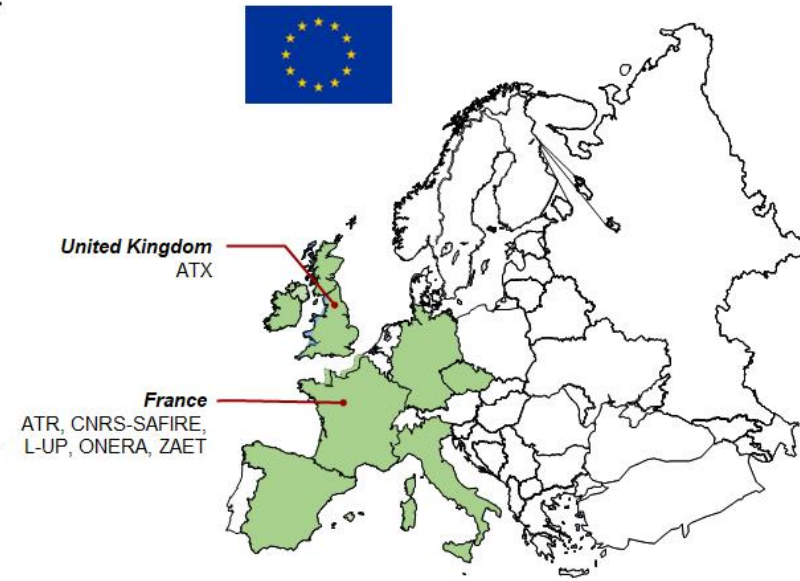 United Kingdom
ATX
France
ATR, CNRS-SAFIRE,
L-UP, ONERA, ZAET